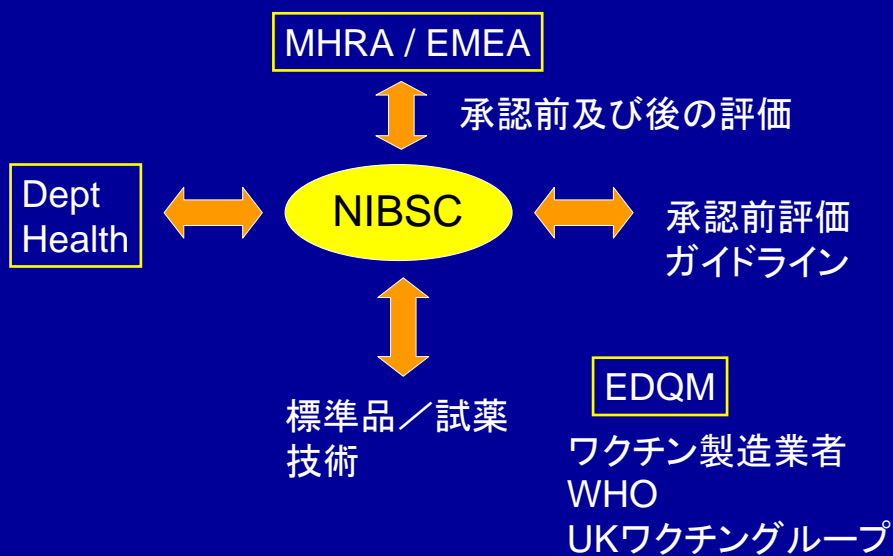 MHRA / EMEA
承認前及び後の評価
Dept
Health
NIBSC
承認前評価
ガイドライン
標準品／試薬
技術
EDQM
ワクチン製造業者
WHO
UKワクチングループ